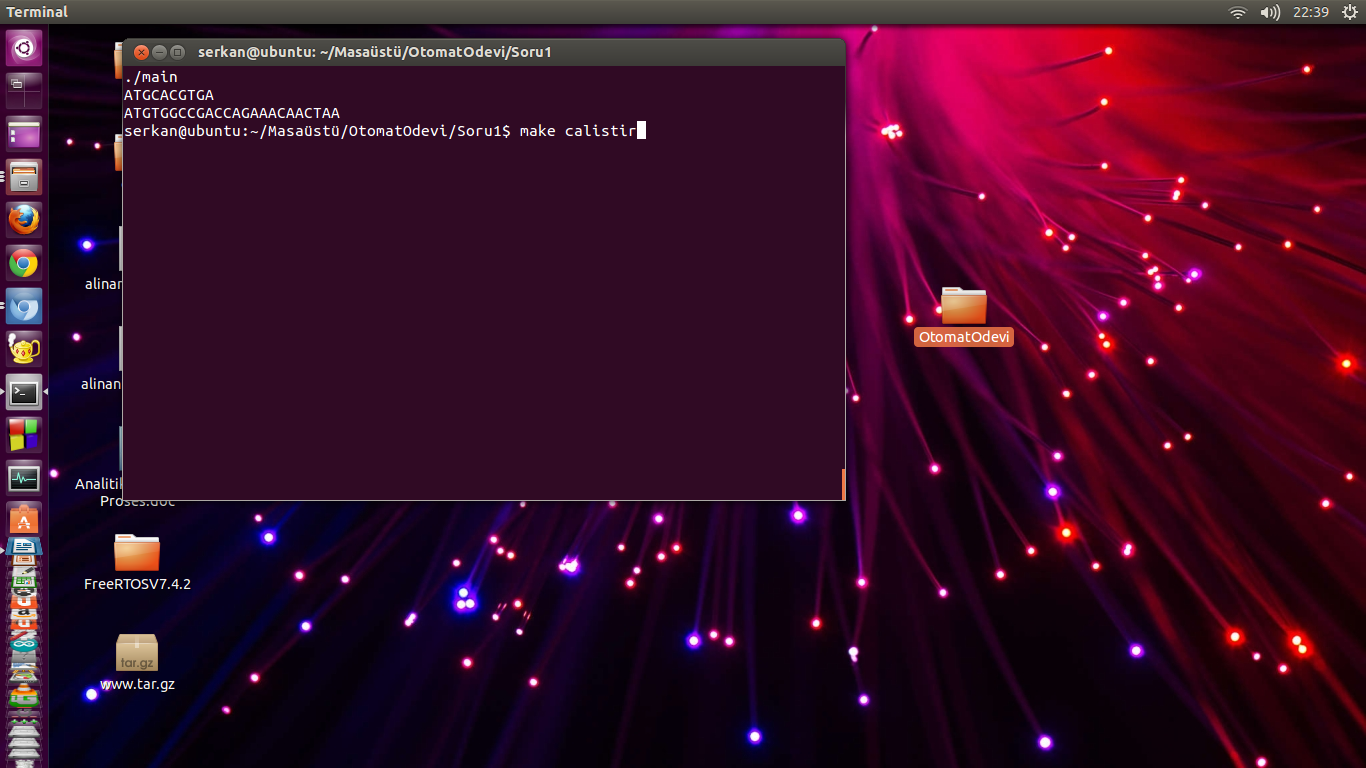 Terminal
22:39
serkan@ubuntu: ~/Masaüstü/OtomatOdevi/Soru1
./main
ATGCACGTGA
ATGTGGCCGACCAGAAACAACTAA
serkan@ubuntu:~/Masaüstü/OtomatOdevi/Soru1$ make calistir
alinan
alinan
OtomatOdevi
Analitik
Proses.doc
FreeRTOSV7.4.2
tar.gz
www.tar.gz